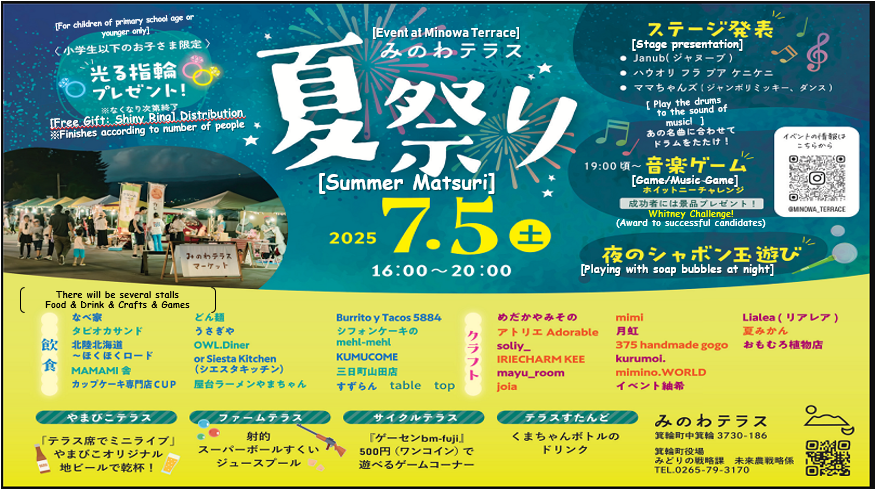 [For children of primary school age or
younger only]
〈 小学生以下のお子さま限定 〉
光る指輪
プレゼント!
※なくなり次第終了
[Free Gift: Shiny Ring] Distribution
※Finishes according to number of people
[Event at Minowa Terrace]
みのわテラス
夏祭り
[Summer Matsuri]
2025 7.5 土
16:00～20:00
みのわテラス
マーケット
ステージ発表
[Stage presentation]
● Janub( ジャヌーブ )
● ハウオリ フラ プア ケニケニ
● ママちゃんズ ( ジャンボリミッキー、ダンス )
[ Play the drums
to the sound of
music! ]
あの名曲に合わせて
ドラムをたたけ!
19:00 頃～ 音楽ゲーム
[Game/Music Game]
ホイットニーチャレンジ
成功者には景品プレゼント!
Whitney Challenge!
(Award to successful candidates)
イベントの情報は
こちらから
@MINOWA_TERRACE
夜のシャボン玉遊び
[Playing with soap bubbles at night]
There will be several stalls
Food & Drink & Crafts & Games
飲食
なべ家
タピオカサンド
北陸北海道
～ほくほくロード
MAMAMI 舎
カップケーキ専門店 CUP
どん麺
うさぎや
OWL.Diner
or Siesta Kitchen
(シエスタキッチン)
屋台ラーメンやまちゃん
Burrito y Tacos 5884
シフォンケーキの
mehl-mehl
KUMUCOME
三日町山田店
すずらん table top
クラフト
めだかやみその
アトリエ Adorable
soliy_
IRIECHARM KEE
mayu_room
joia
mimi
月虹
375 handmade gogo
kurumoi.
mimino.WORLD
イベント紬希
Lialea ( リアレア )
夏みかん
おもむろ植物店
やまびこテラス
「テラス席でミニライブ」
やまびこオリジナル
地ビールで乾杯!
ファームテラス
射的
スーパーボールすくい
ジュースプール
サイクルテラス
『ゲーセンbm-fuji』
500円 (ワンコイン) で
遊べるゲームコーナー
テラスすたんど
くまちゃんボトルの
ドリンク
みのわテラス
箕輪町中箕輪 3730-186
箕輪町役場
みどりの戦略課 未来農戦略係
TEL.0265-79-3170